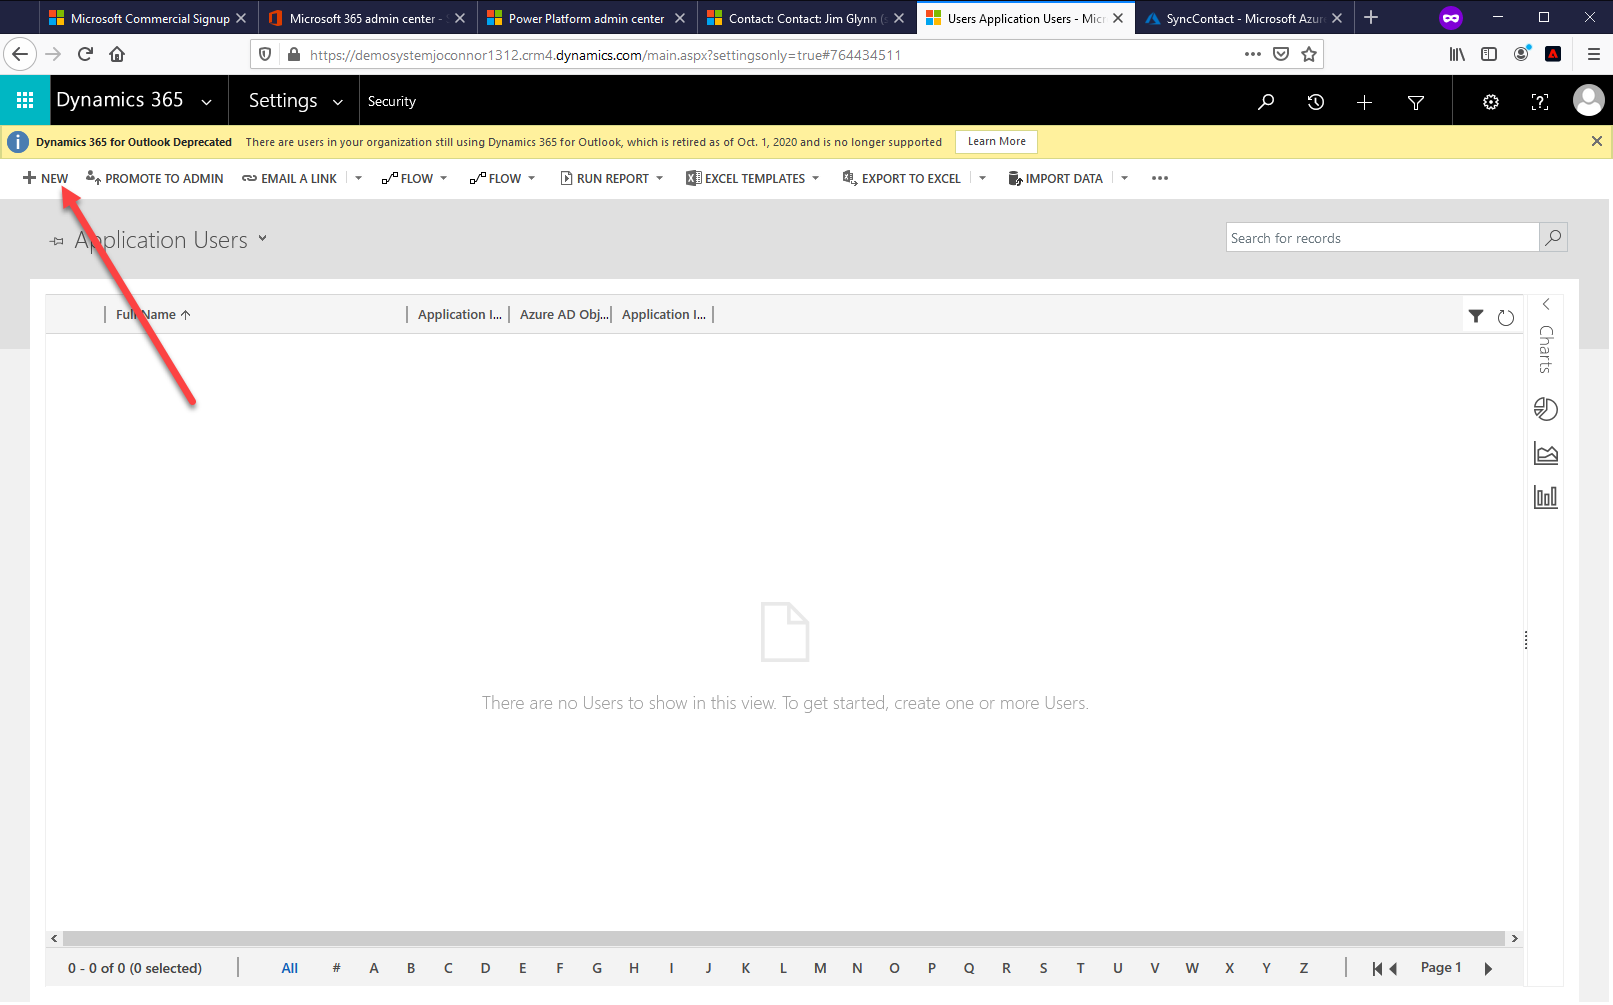 Microsoft Commercial Signup
Microsoft 365 admin center -
Power Platform admin center
Contact: Contact: Jim Glynn (s
Users Application Users - Micr
SyncContact - Microsoft Azur
https://demosystemjoconnor1312.crm4.dynamics.com/main.aspx?settingsonly=true#764434511
Dynamics 365
Settings
Security
Dynamics 365 for Outlook Deprecated There are users in your organization still using Dynamics 365 for Outlook, which is retired as of Oct. 1, 2020 and is no longer supported
Learn More
NEW
PROMOTE TO ADMIN
EMAIL A LINK
FLOW
FLOW
RUN REPORT
EXCEL TEMPLATES
EXPORT TO EXCEL
IMPORT DATA
Application Users
Search for records
Full Name
Application I...
Azure AD Obj...
Application I...
Charts
There are no Users to show in this view. To get started, create one or more Users.
0 - 0 of 0 (0 selected)
All # A B C D E F G H I J K L M N O P Q R S T U V W X Y Z
Page 1